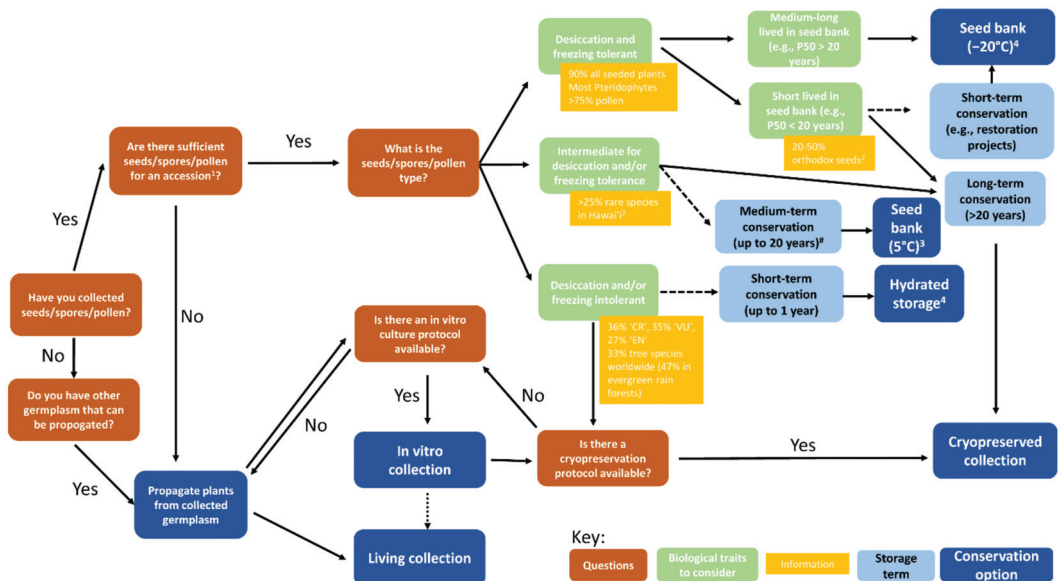 Desiccation and
freezing tolerant
90% all seeded plants
Most Pteridophytes
>75% pollen
Medium-long
lived in seed bank
(e.g., P50 > 20
years)
Seed bank
(−20°C)⁴
Short lived in
seed bank (e.g.,
P50 < 20 years)
20-50%
orthodox seeds²
Short-term
conservation
(e.g., restoration
projects)
Are there sufficient
seeds/spores/pollen
for an accession¹?
Yes
What is the
seeds/spores/pollen
type?
Intermediate for
desiccation and/or
freezing tolerance
>25% rare species
in Hawai'i²
Long-term
conservation
(>20 years)
Medium-term
conservation
(up to 20 years)#
Seed
bank
(5°C)³
Yes
Have you collected
seeds/spores/pollen?
No
No
Desiccation and/or
freezing intolerant
36% 'CR', 35% 'VU',
27% 'EN'
33% tree species
worldwide (47% in
evergreen rain
forests)
Short-term
conservation
(up to 1 year)
Hydrated
storage⁴
Is there an in vitro
culture protocol
available?
Do you have other
germplasm that can
be propogated?
No
Yes
No
Yes
Propagate plants
from collected
germplasm
In vitro
collection
Is there a
cryopreservation
protocol available?
Yes
Cryopreserved
collection
Living collection
Key:
Questions
Biological traits
to consider
Information
Storage
term
Conservation
option